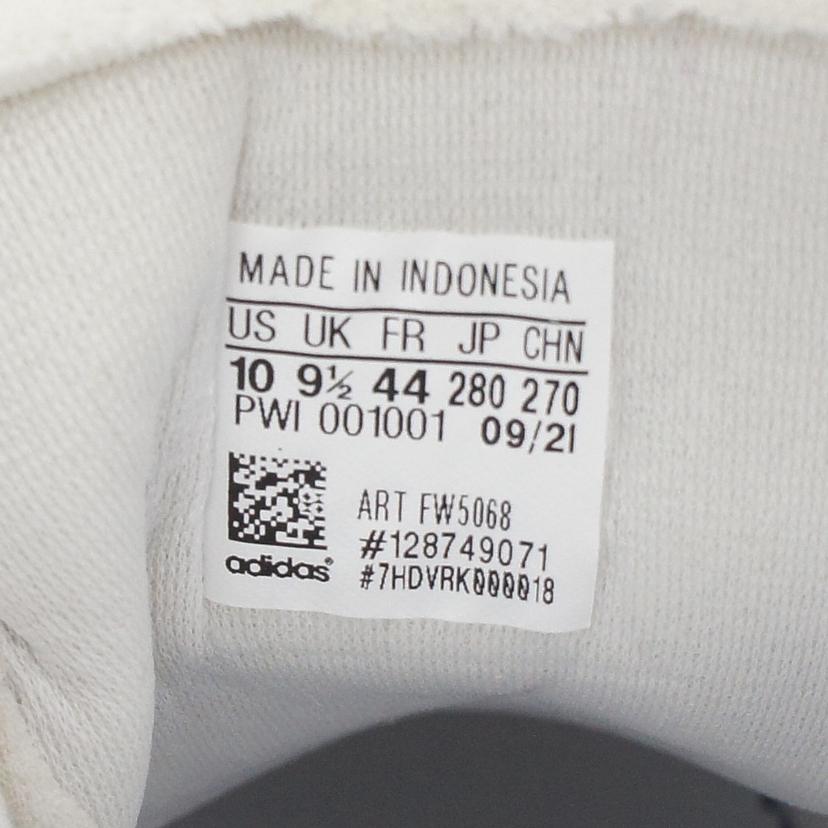 MADE IN INDONESIA
US UK FR JP CHN
10 9½ 44 280 270
PWI 001001 09/21
ART FW5068
#128749071
adidas®
#7HDVRK000018